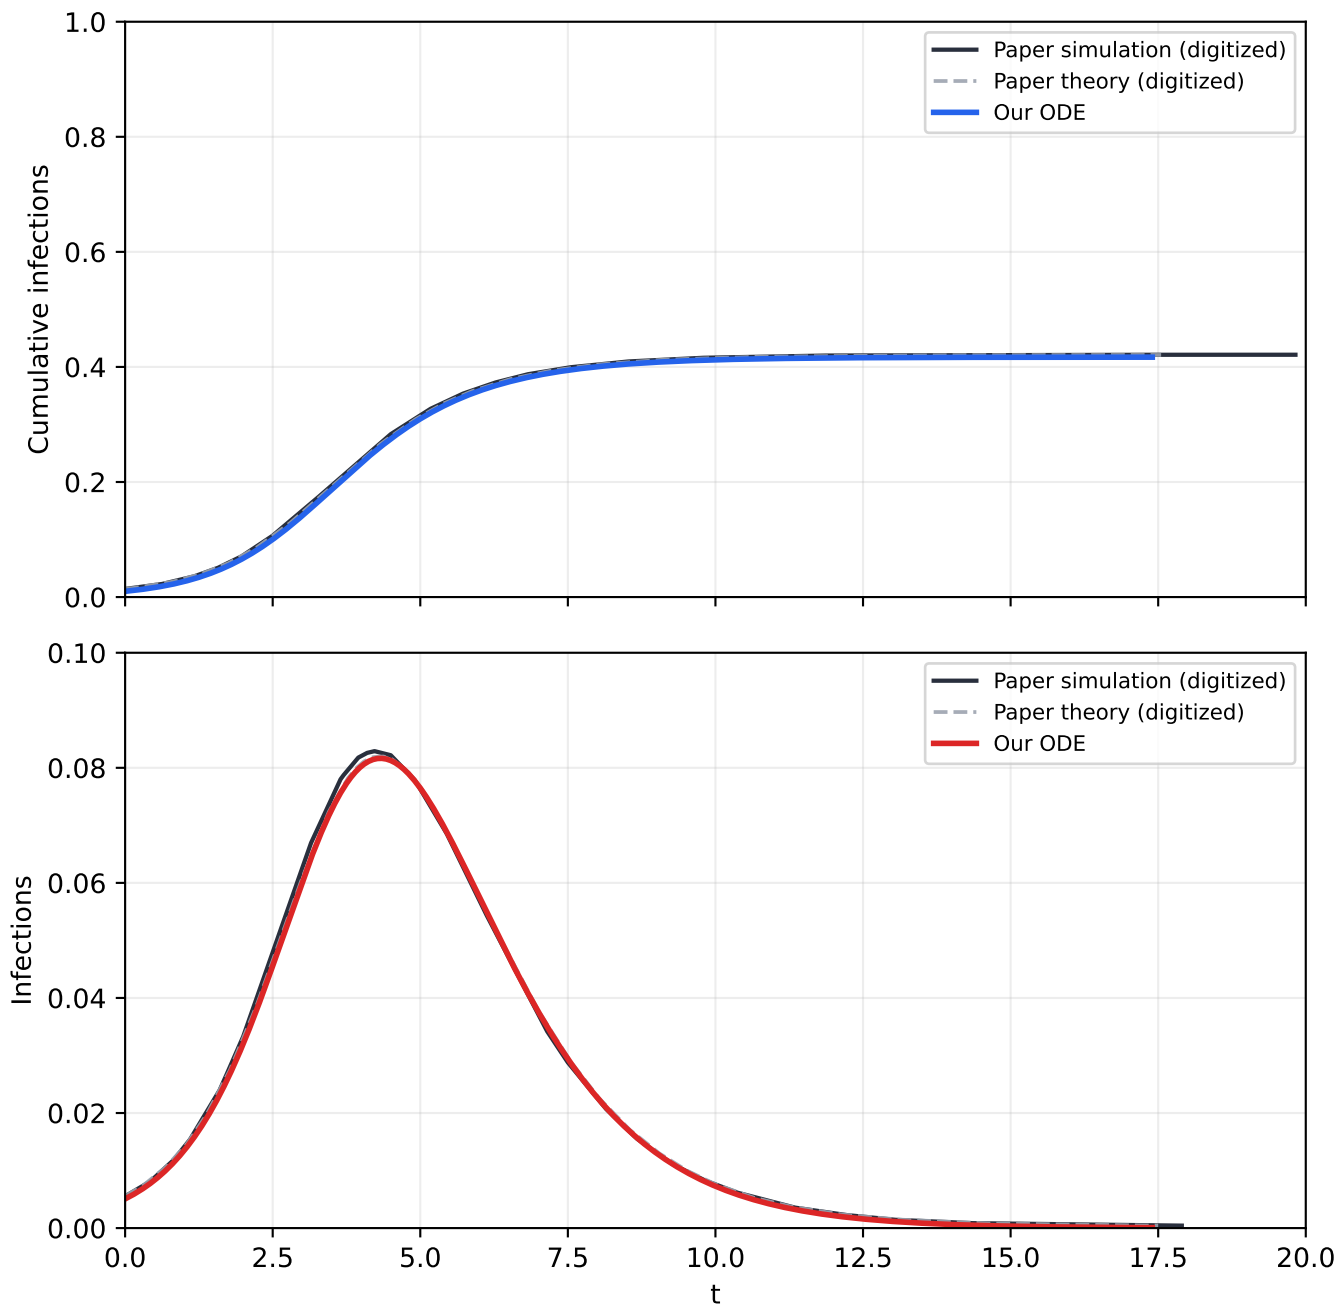 1.0
0.8
0.6
0.4
0.2
0.0
Cumulative infections
Paper simulation (digitized)
Paper theory (digitized)
Our ODE
0.10
0.08
0.06
0.04
0.02
0.00
Infections
Paper simulation (digitized)
Paper theory (digitized)
Our ODE
0.0 2.5 5.0 7.5 10.0 12.5 15.0 17.5 20.0
t